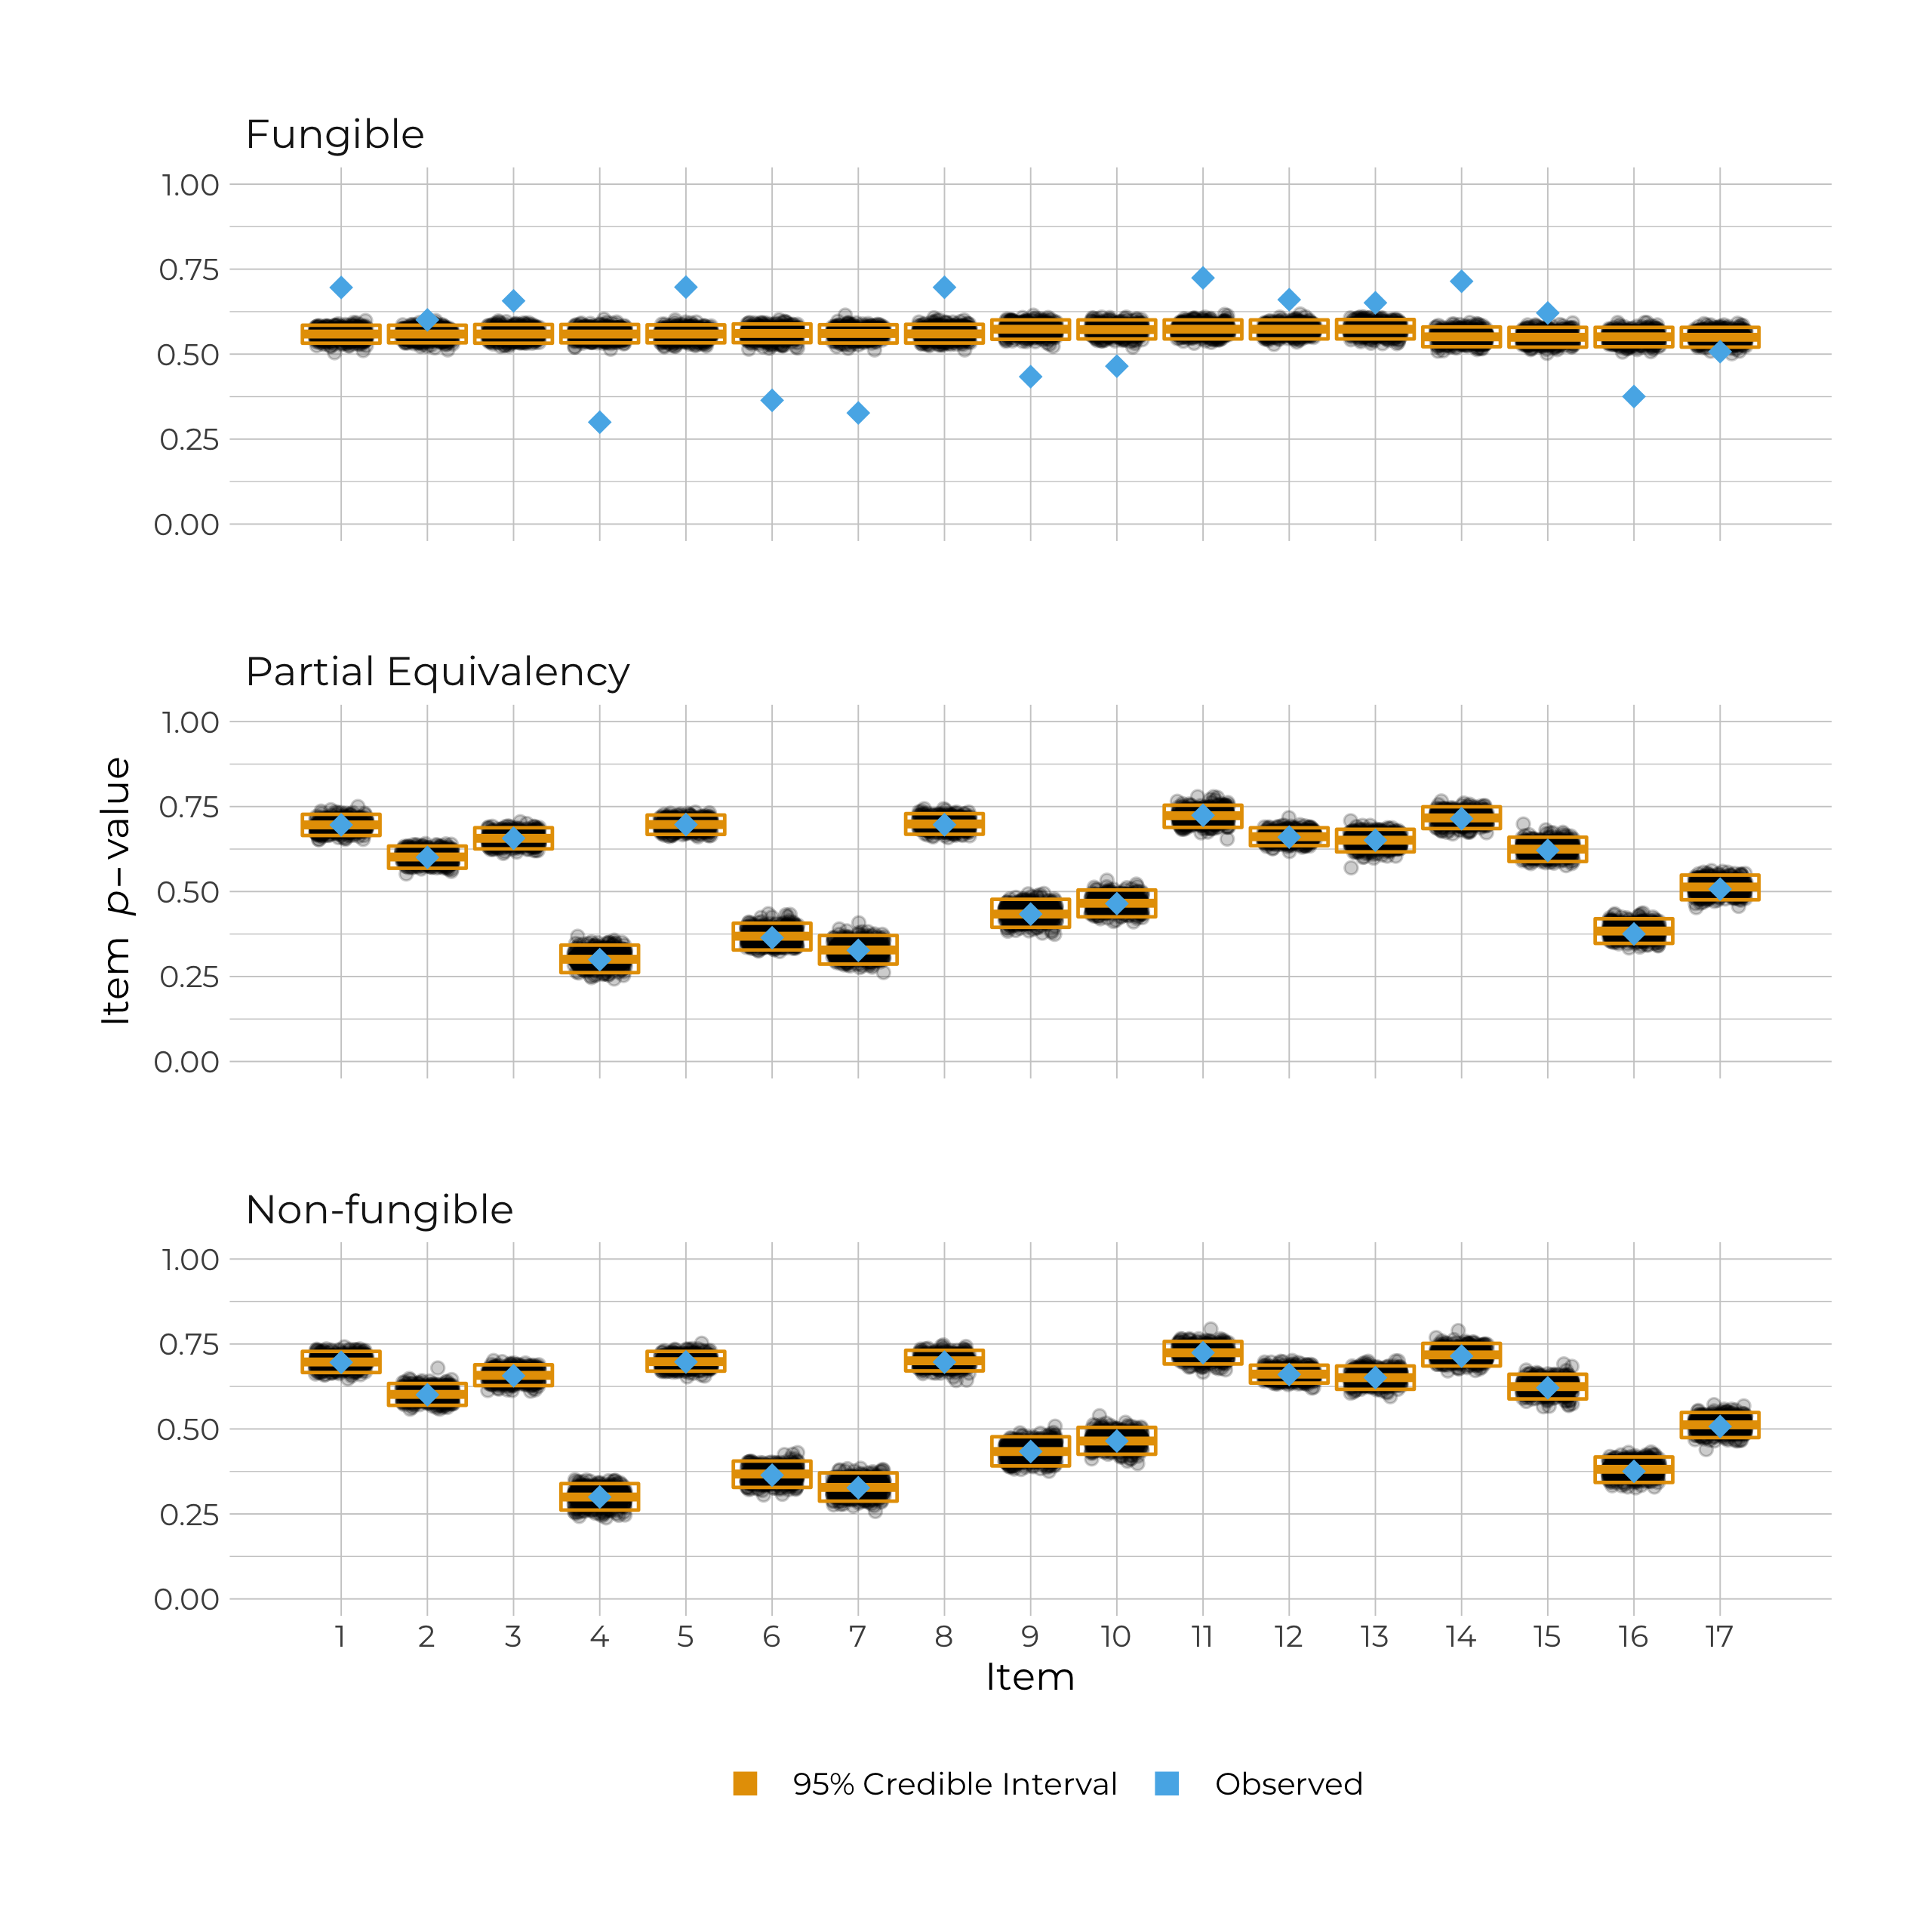 Fungible
1.00
0.75
0.50
0.25
0.00
Partial Equivalency
1.00
0.75
0.50
0.25
0.00
Item p-value
Non-fungible
1.00
0.75
0.50
0.25
0.00
1 2 3 4 5 6 7 8 9 10 11 12 13 14 15 16 17
Item
95% Credible Interval Observed